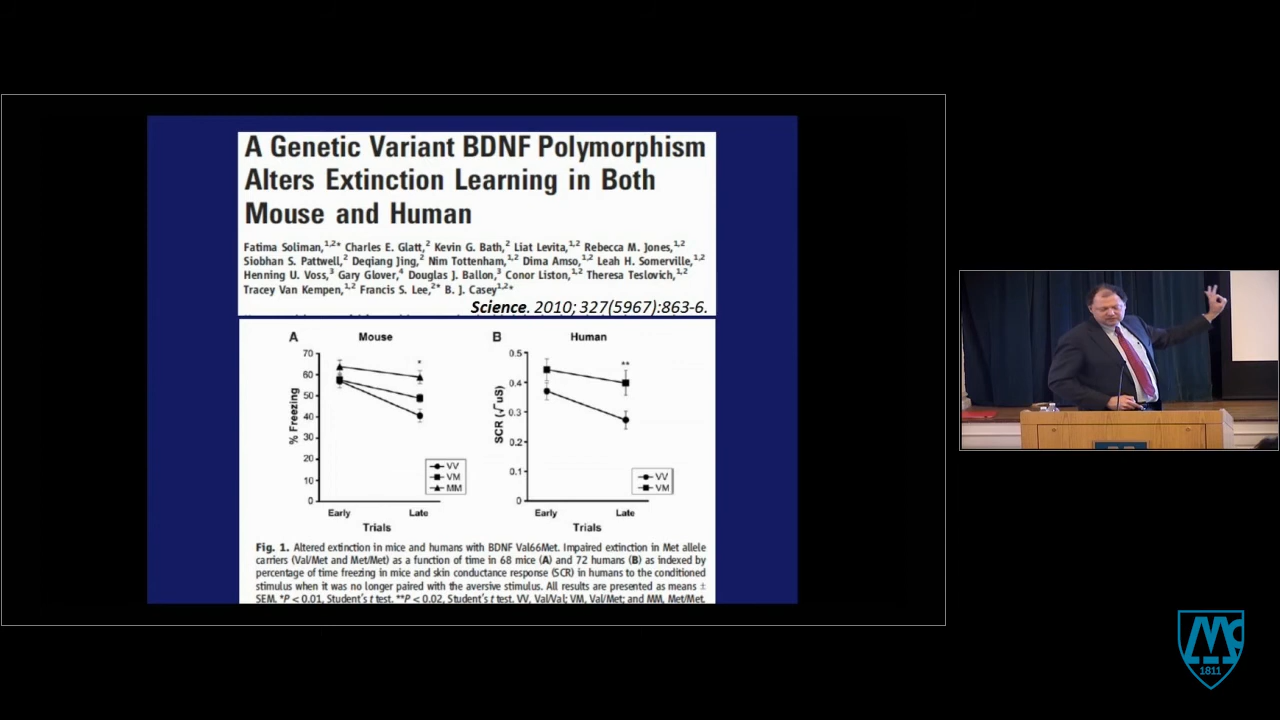 A Genetic Variant BDNF Polymorphism
Alters Extinction Learning in Both
Mouse and Human
Fatima Soliman,1,2* Charles E. Glatt,2 Kevin G. Bath,2 Liat Levita,1,2 Rebecca M. Jones,1,2
Siobhan S. Pattwell,2 Deqiang Jing,2 Nim Tottenham,1,2 Dima Amso,1,2 Leah H. Somerville,1,2
Henning U. Voss,3 Gary Glover,4 Douglas J. Ballon,3 Conor Liston,1,2 Theresa Teslovich,1,2
Tracey Van Kempen,1,2 Francis S. Lee,2* B. J. Casey1,2*
Science. 2010; 327(5967):863-6.
A Mouse
70
60
50
40
30
20
10
0
% Freezing
*
VV
VM
MM
Early Late
Trials
B Human
0.5
0.4
0.3
0.2
0.1
0
SCR (√uS)
**
VV
VM
Early Late
Trials
Fig. 1. Altered extinction in mice and humans with BDNF Val66Met. Impaired extinction in Met allele
carriers (Val/Met and Met/Met) as a function of time in 68 mice (A) and 72 humans (B) as indexed by
percentage of time freezing in mice and skin conductance response (SCR) in humans to the conditioned
stimulus when it was no longer paired with the aversive stimulus. All results are presented as means ±
SEM. *P < 0.01, Student's t test. **P < 0.02, Student's t test. VV, Val/Val; VM, Val/Met; and MM, Met/Met.
1811